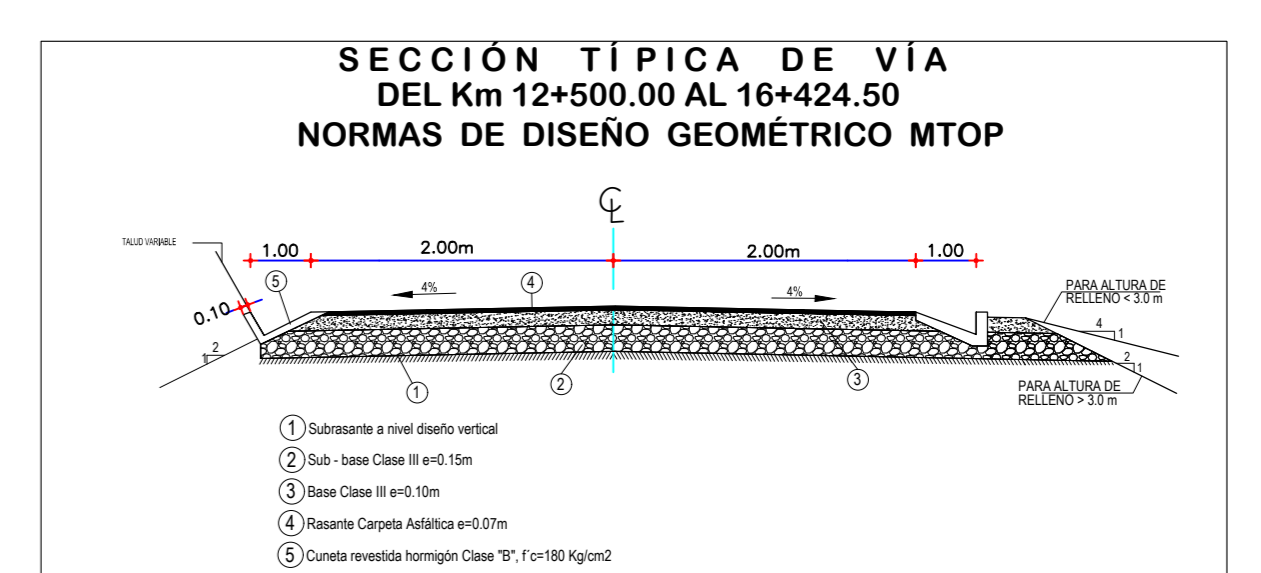 SECCIÓN TÍPICA DE VÍA
DEL Km 12+500.00 AL 16+424.50
NORMAS DE DISEÑO GEOMÉTRICO MTOP
CL
TALUD VARIABLE
1.00
2.00m
2.00m
1.00
5
4%
4
4%
PARA ALTURA DE
RELLENO < 3.0 m
0.10
4
1
2
1
2
1
1
2
3
PARA ALTURA DE
RELLENO > 3.0 m
1 Subrasante a nivel diseño vertical
2 Sub - base Clase III e=0.15m
3 Base Clase III e=0.10m
4 Rasante Carpeta Asfáltica e=0.07m
5 Cuneta revestida hormigón Clase "B", f´c=180 Kg/cm2